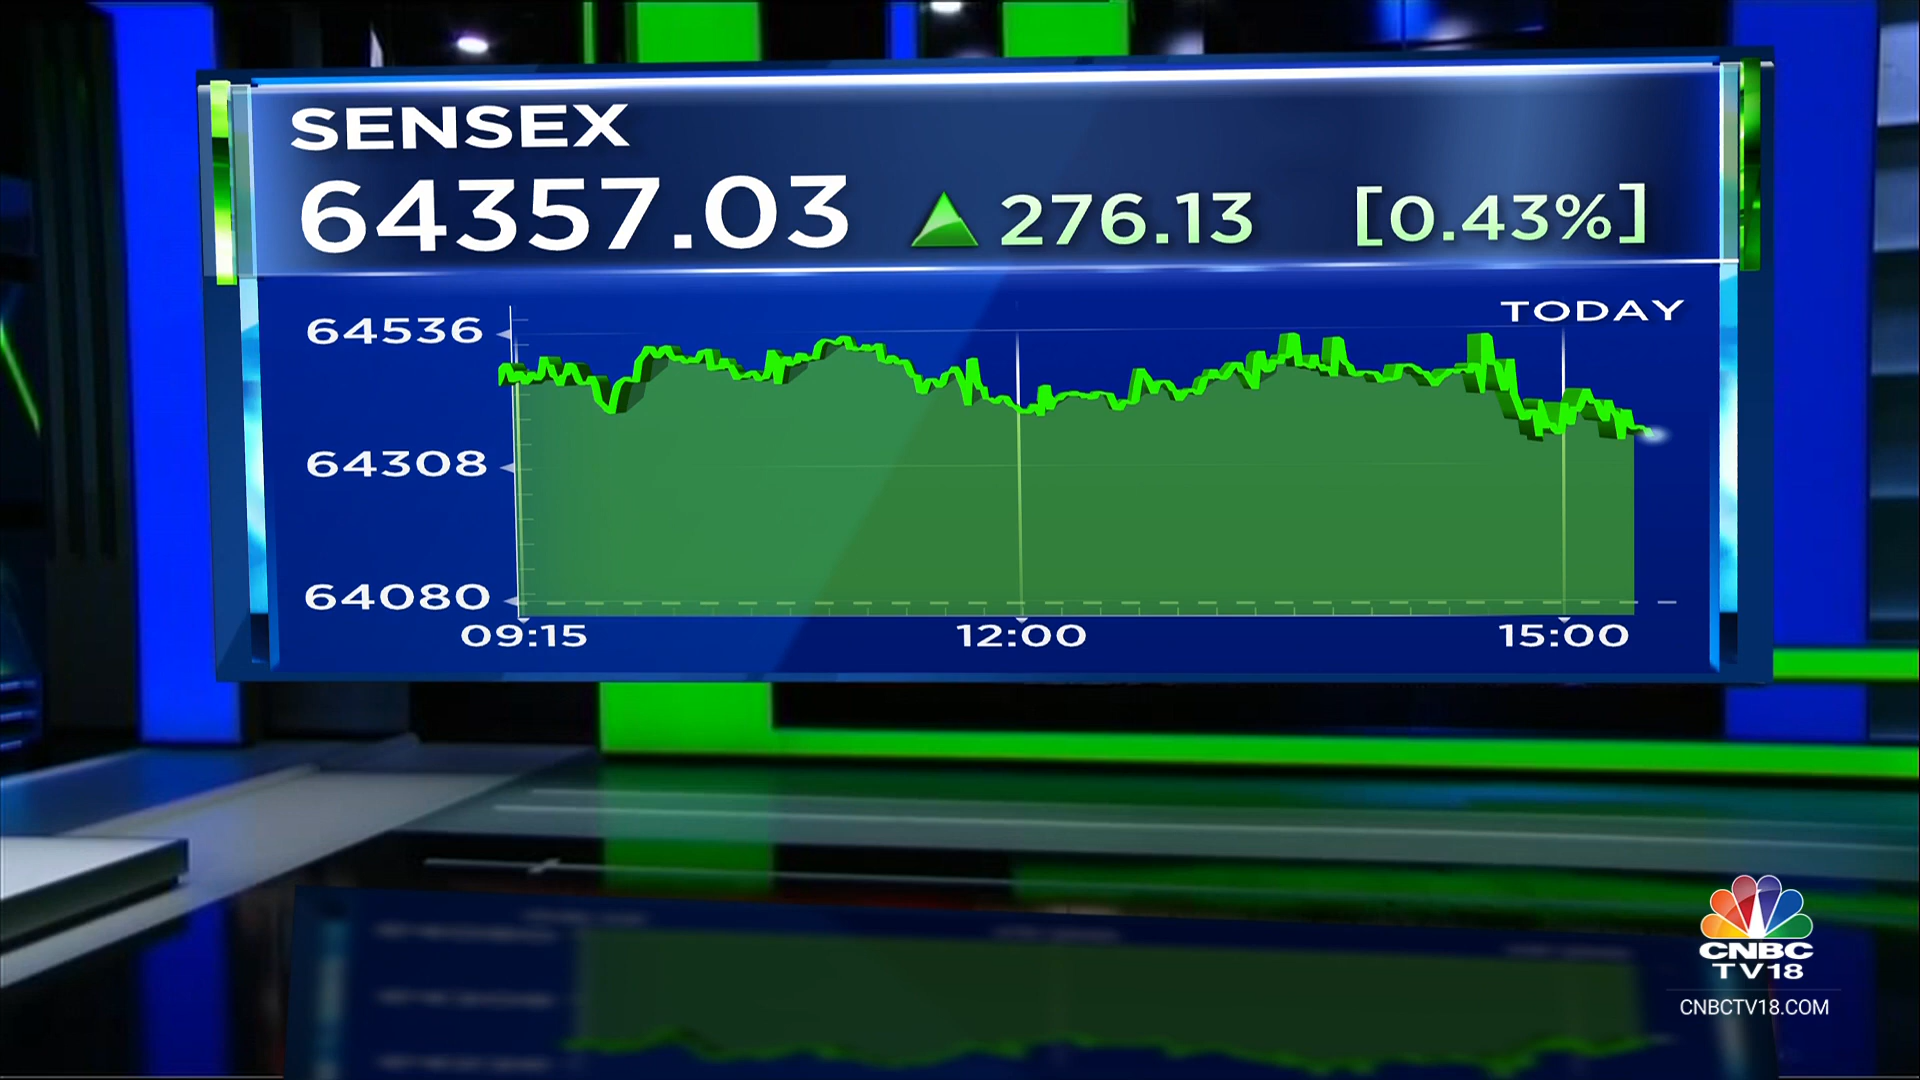 SENSEX
64357.03 276.13 [0.43%]
TODAY
64536
64308
64080
09:15 12:00 15:00
CNBC
TV18
CNBCTV18.COM